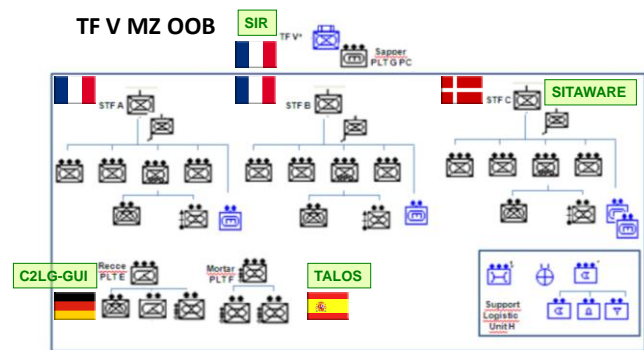 TF V MZ OOB
SIR
TF V*
Sapper
PLT G PC
STF A
STF B
STF C
SITAWARE
C2LG-GUI
Recce
PLT E
Mortar
PLT F
TALOS
Support
Logistic
Unit H